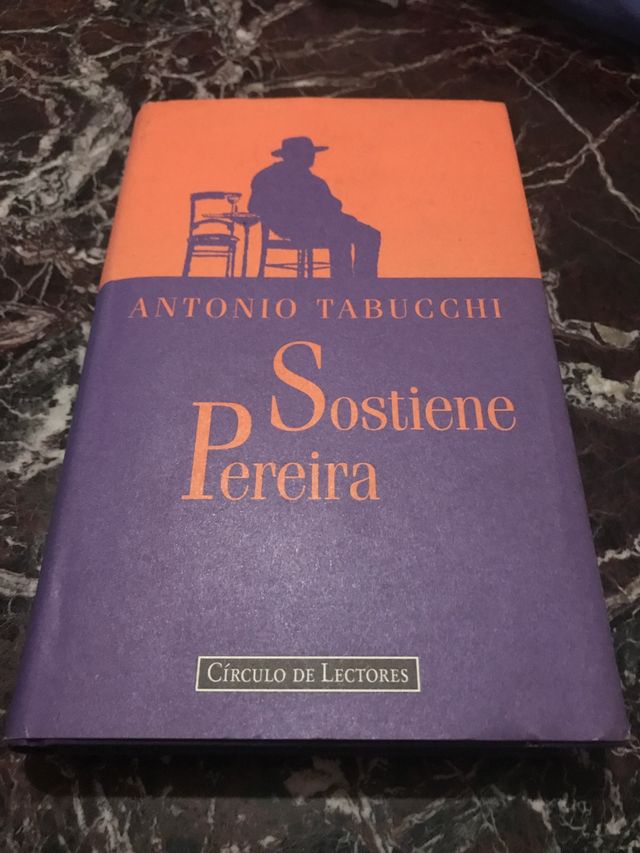 ANTONIO TABUCCHI
Sostiene
Pereira
CÍRCULO DE LECTORES